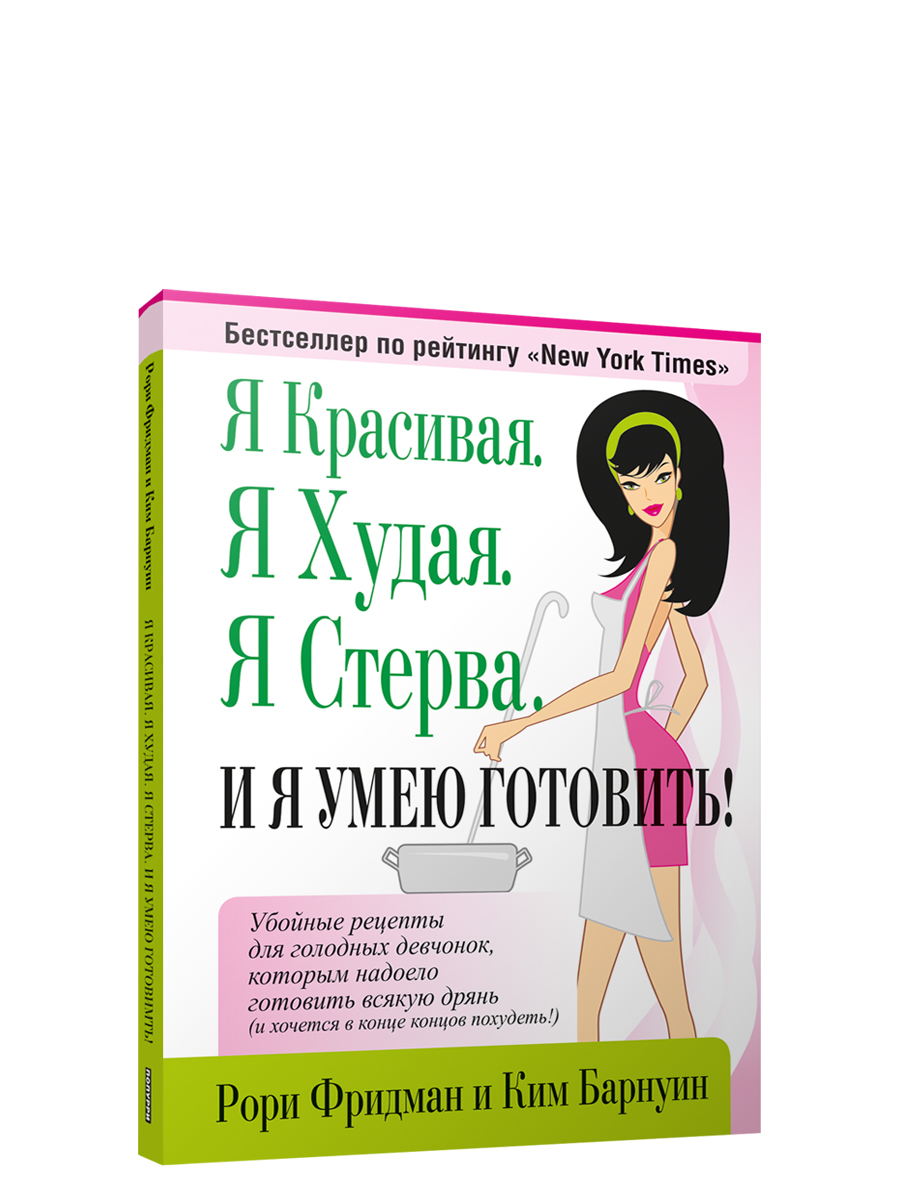 Бестселлер по рейтингу «New York Times»
Я Красивая.
Я Худая.
Я Стерва.
И Я УМЕЮ ГОТОВИТЬ!
Убойные рецепты
для голодных девчонок,
которым надоело
готовить всякую дрянь
(и хочется в конце концов похудеть!)
Рори Фридман и Ким Барнуин
Рори Фридман и Ким Барнуин
Я КРАСИВАЯ. Я ХУДАЯ. Я СТЕРВА. И Я УМЕЮ ГОТОВИТЬ!
ПОПУРРИ